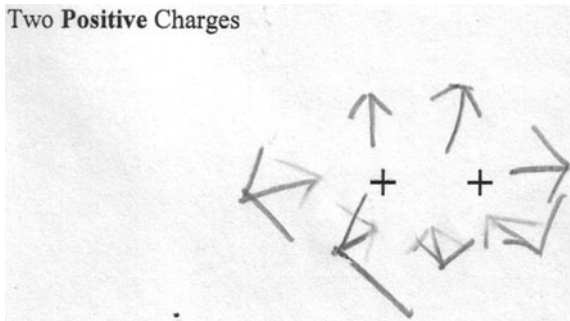 Two Positive Charges
+ +